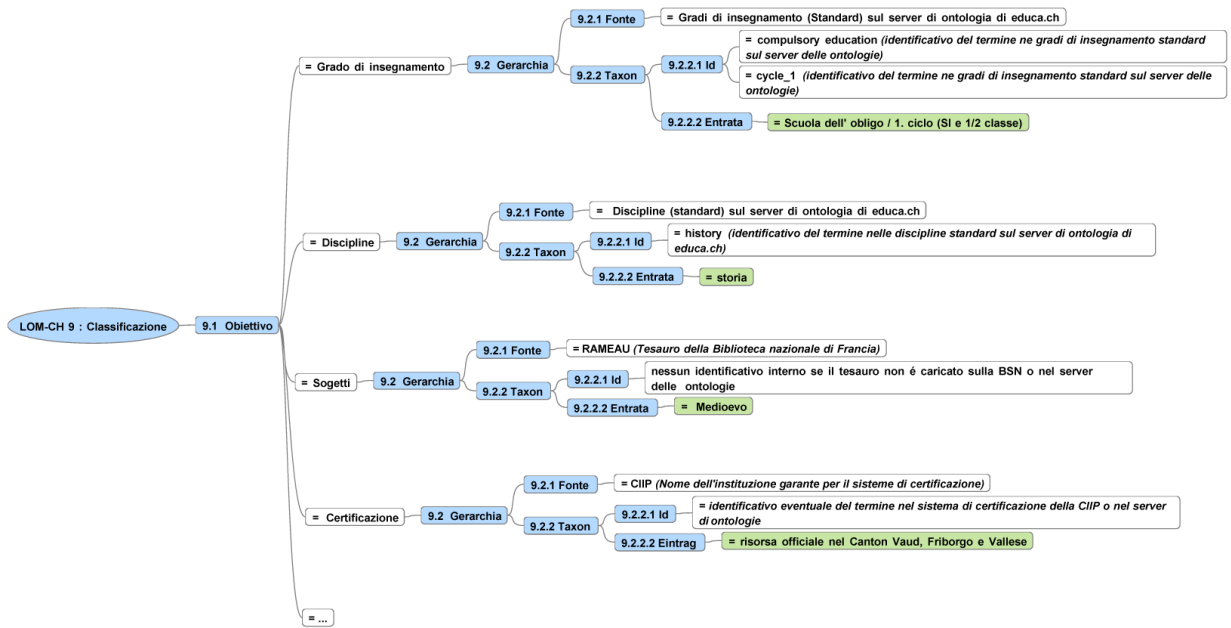 LOM-CH 9 : Classificazione
9.1 Obiettivo
= Grado di insegnamento
9.2 Gerarchia
9.2.1 Fonte
= Gradi di insegnamento (Standard) sul server di ontologia di educa.ch
9.2.2 Taxon
9.2.2.1 Id
= compulsory education (identificativo del termine ne gradi di insegnamento standard
sul server delle ontologie)
= cycle_1 (identificativo del termine ne gradi di insegnamento standard sul server delle
ontologie)
9.2.2.2 Entrata
= Scuola dell' obligo / 1. ciclo (SI e 1/2 classe)
= Discipline
9.2 Gerarchia
9.2.1 Fonte
= Discipline (standard) sul server di ontologia di educa.ch
9.2.2 Taxon
9.2.2.1 Id
= history (identificativo del termine nelle discipline standard sul server di ontologia di
educa.ch)
9.2.2.2 Entrata
= storia
= Sogetti
9.2 Gerarchia
9.2.1 Fonte
= RAMEAU (Tesauro della Biblioteca nazionale di Francia)
9.2.2 Taxon
9.2.2.1 Id
nessun identificativo interno se il tesauro non é caricato sulla BSN o nel server
delle ontologie
9.2.2.2 Entrata
= Medioevo
= Certificazione
9.2 Gerarchia
9.2.1 Fonte
= CIIP (Nome dell'instituzione garante per il sisteme di certificazione)
9.2.2 Taxon
9.2.2.1 Id
= identificativo eventuale del termine nel sistema di certificazione della CIIP o nel server
di ontologie
9.2.2.2 Eintrag
= risorsa officiale nel Canton Vaud, Friborgo e Vallese
= ...